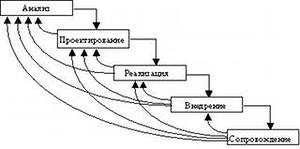 Анализ
Проектирование
Реализация
Внедрение
Сопровождение